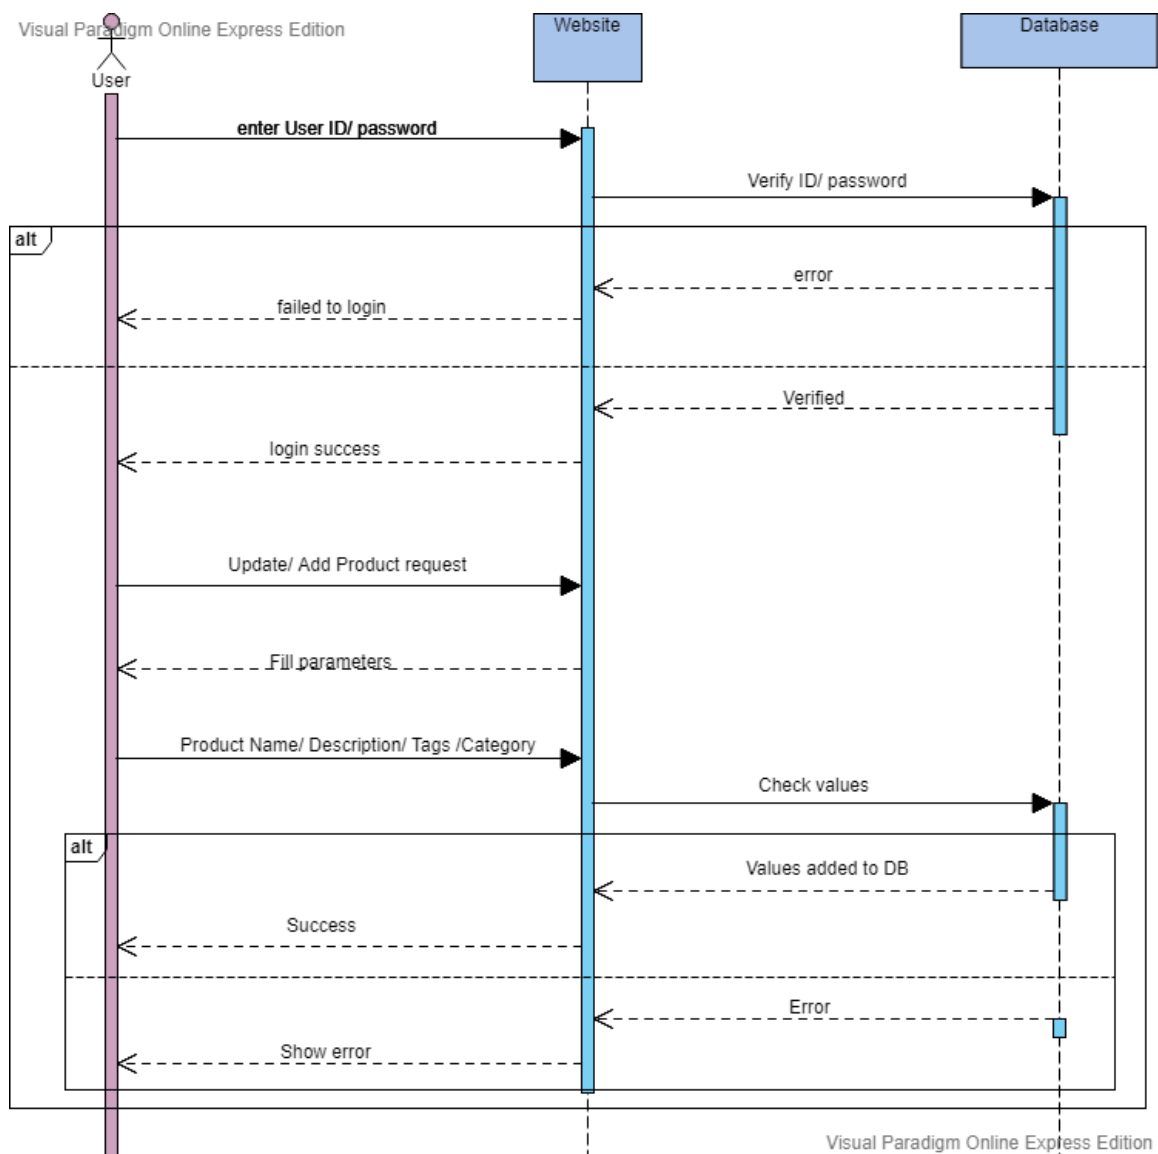 Visual Paradigm Online Express Edition
User
Website
Database
enter User ID/ password
Verify ID/ password
alt
error
failed to login
Verified
login success
Update/ Add Product request
Fill parameters
Product Name/ Description/ Tags /Category
Check values
alt
Values added to DB
Success
Error
Show error
Visual Paradigm Online Express Edition